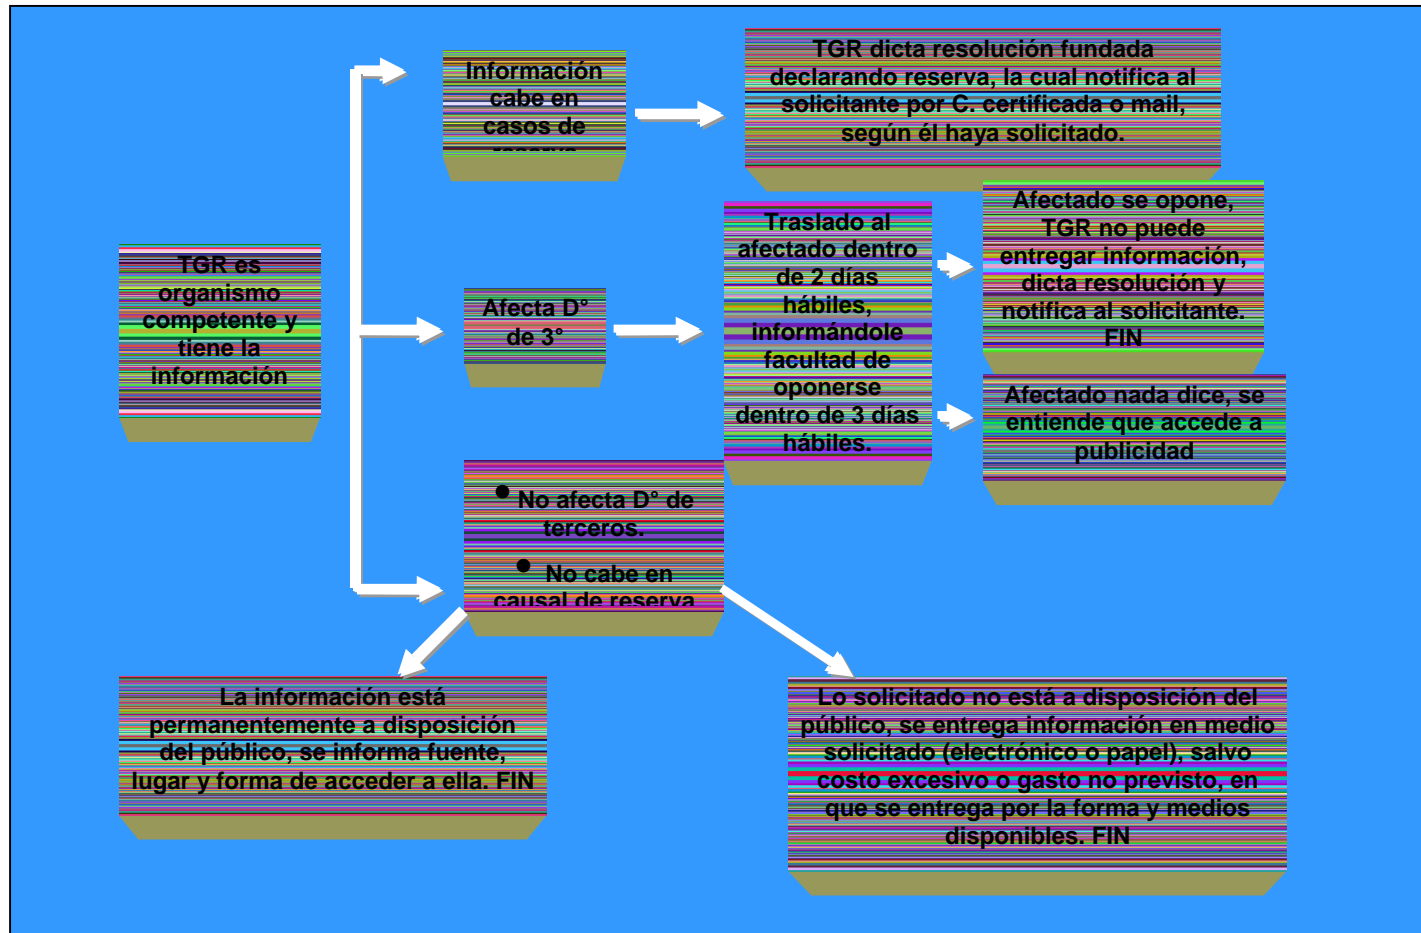 Información
cabe en
casos de
reserva
TGR dicta resolución fundada
declarando reserva, la cual notifica al
solicitante por C. certificada o mail,
según él haya solicitado.
TGR es
organismo
competente y
tiene la
información
Afecta D°
de 3°
Traslado al
afectado dentro
de 2 días
hábiles,
informándole
facultad de
oponerse
dentro de 3 días
hábiles.
Afectado se opone,
TGR no puede
entregar información,
dicta resolución y
notifica al solicitante.
FIN
Afectado nada dice, se
entiende que accede a
publicidad
● No afecta D° de
terceros.
● No cabe en
causal de reserva
La información está
permanentemente a disposición
del público, se informa fuente,
lugar y forma de acceder a ella. FIN
Lo solicitado no está a disposición del
público, se entrega información en medio
solicitado (electrónico o papel), salvo
costo excesivo o gasto no previsto, en
que se entrega por la forma y medios
disponibles. FIN